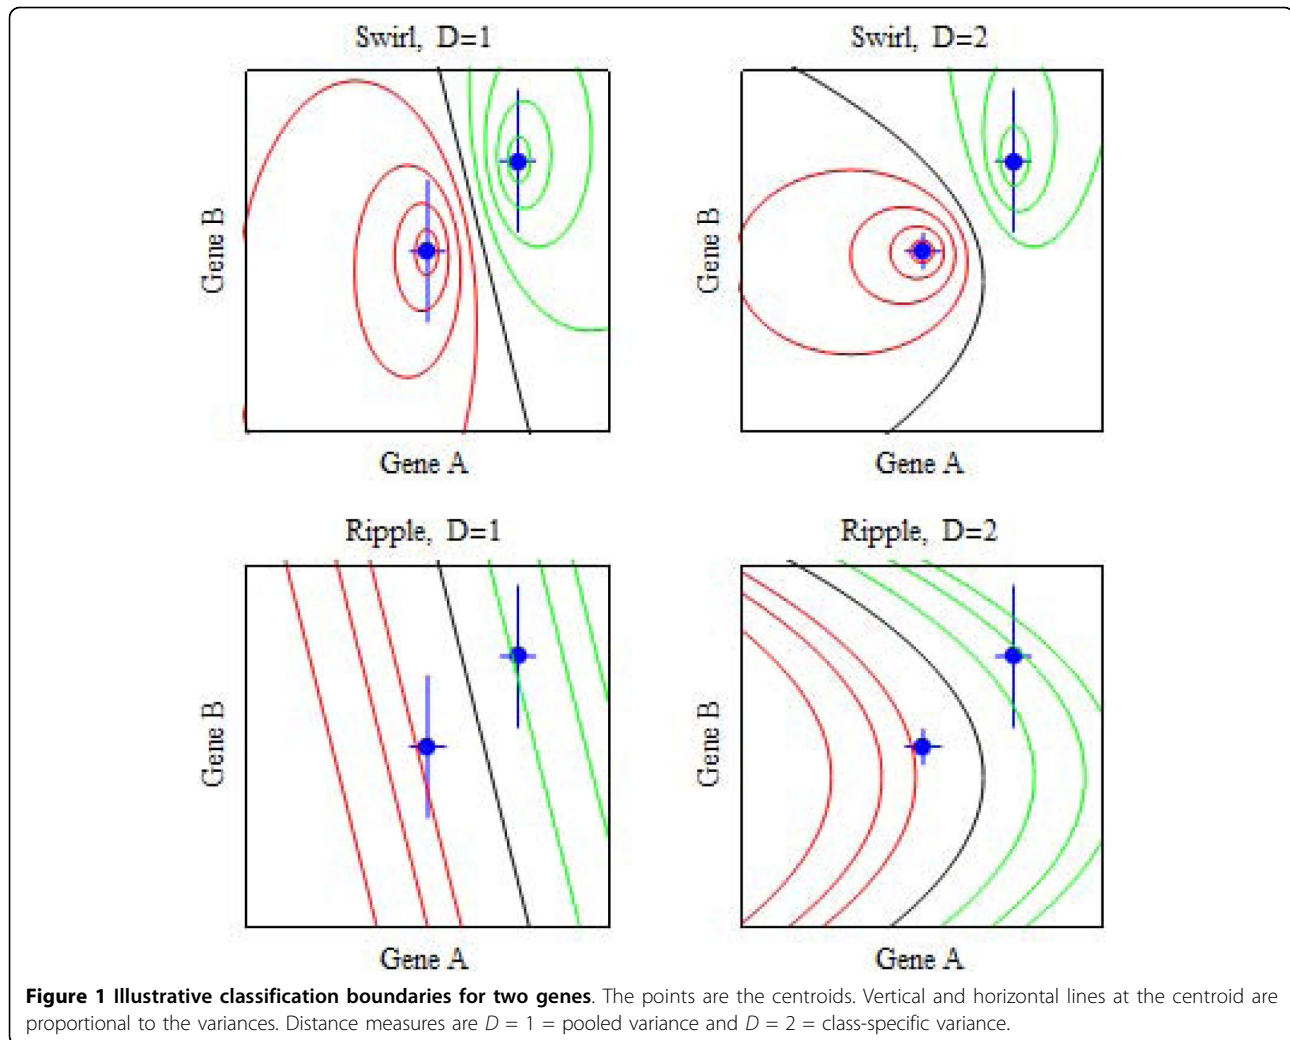 Swirl, D=1
Swirl, D=2
Gene B
Gene B
Gene A
Gene A
Ripple, D=1
Ripple, D=2
Gene B
Gene B
Gene A
Gene A
Figure 1 Illustrative classification boundaries for two genes. The points are the centroids. Vertical and horizontal lines at the centroid are
proportional to the variances. Distance measures are D = 1 = pooled variance and D = 2 = class-specific variance.